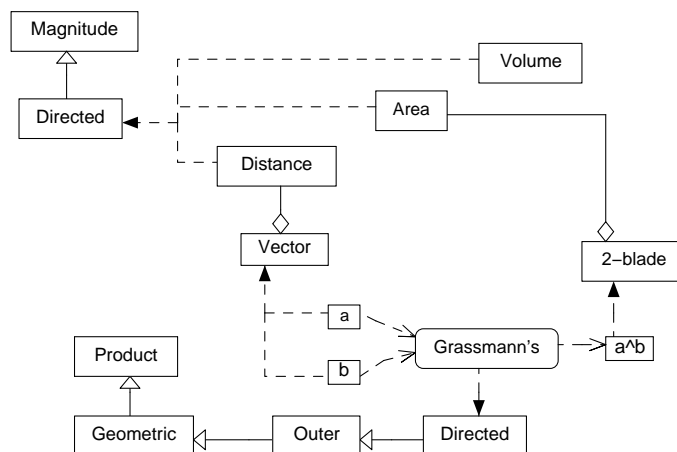 Magnitude
Volume
Directed
Area
Distance
Vector
2−blade
a
Product
Grassmann’s
a^b
b
Geometric
Outer
Directed